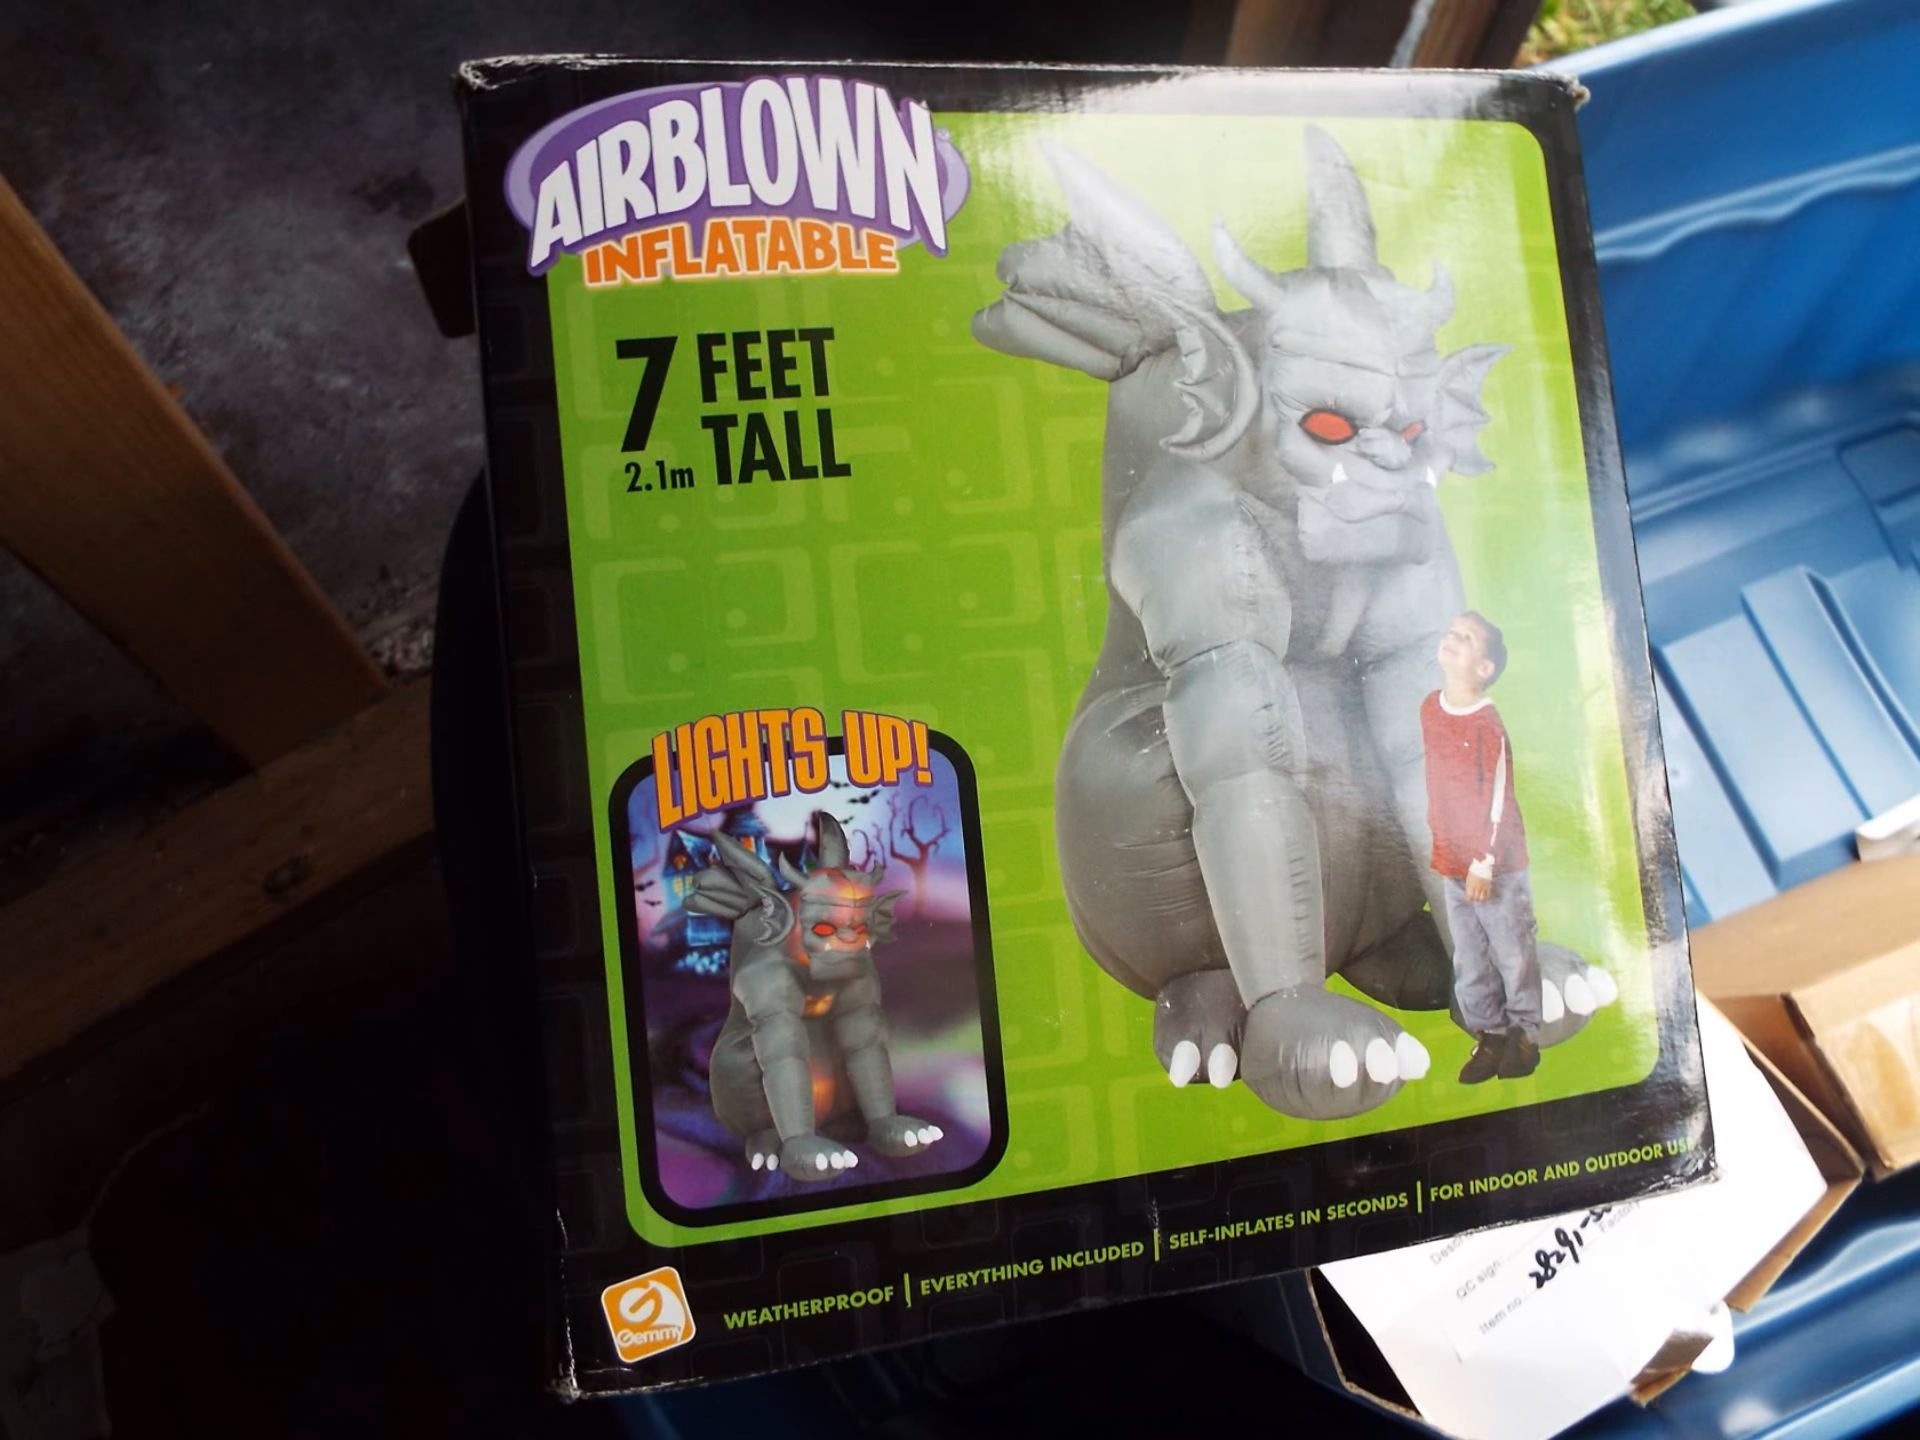 AIRBLOWN
INFLATABLE
7 FEET
TALL
2.1m
LIGHTS UP!
WEATHERPROOF | EVERYTHING INCLUDED | SELF-INFLATES IN SECONDS | FOR INDOOR AND OUTDOOR USE
Gemmy
QC sign:
Factory
Item no.: